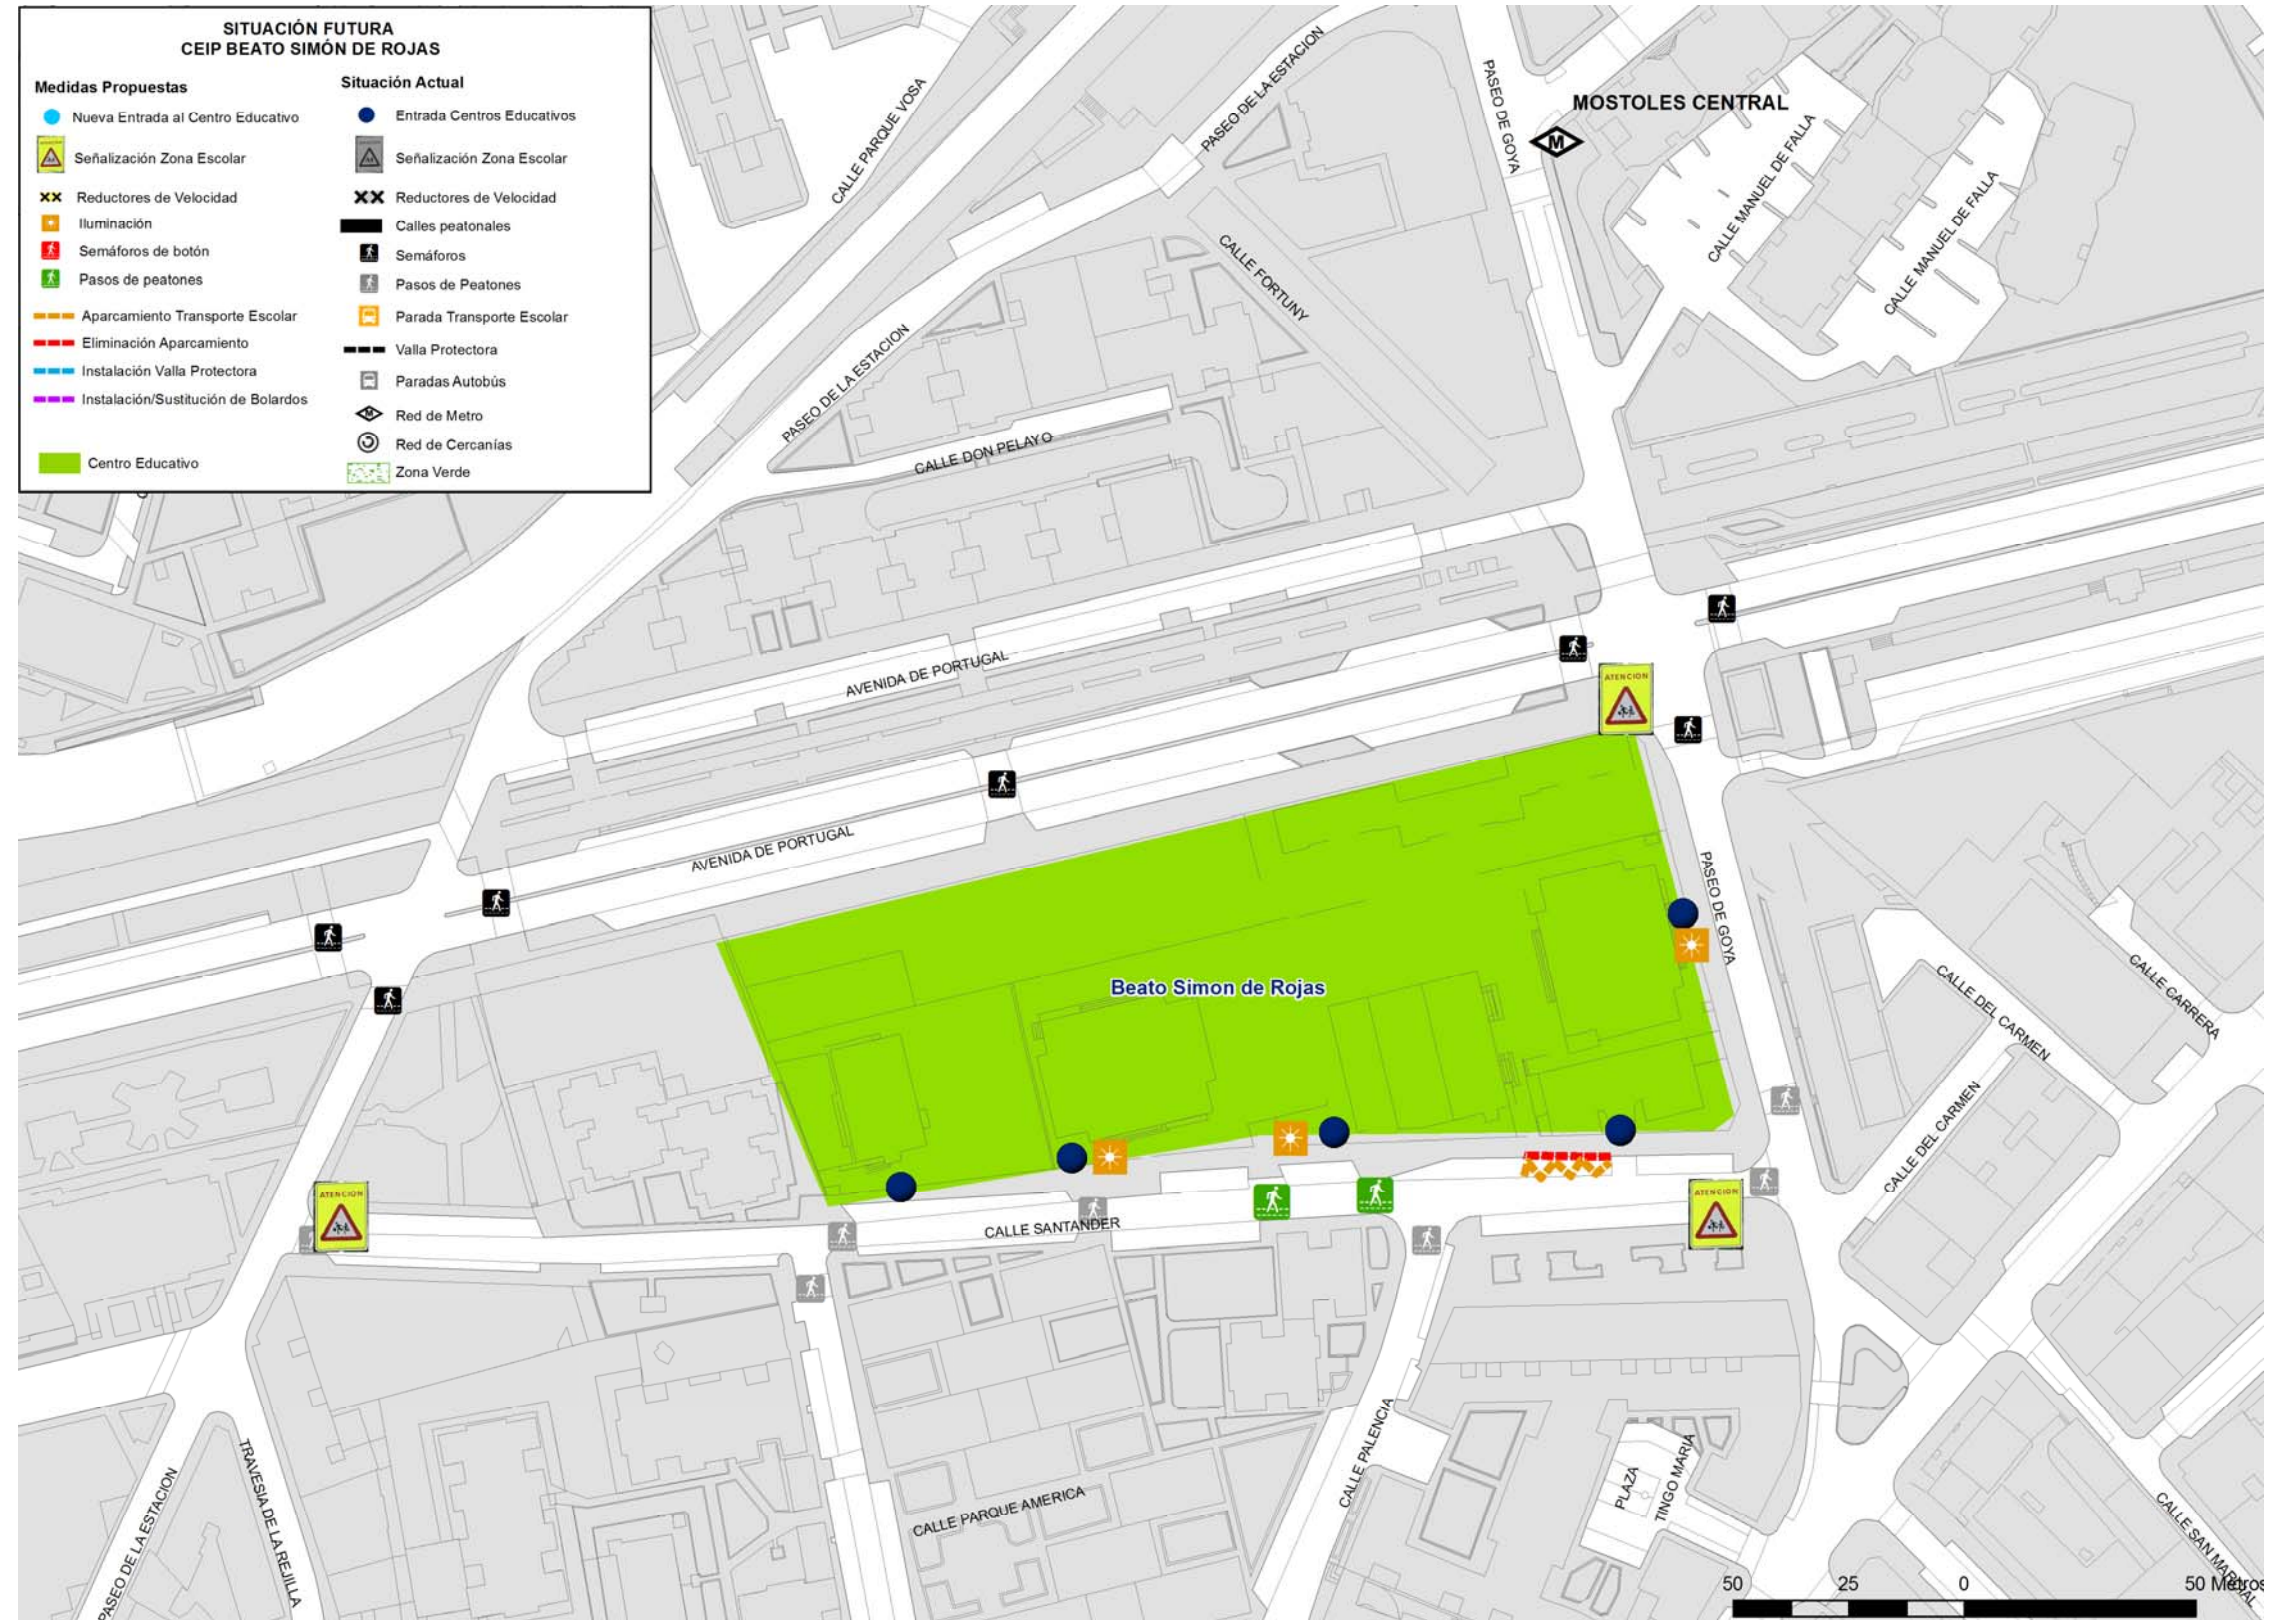 SITUACIÓN FUTURA
CEIP BEATO SIMÓN DE ROJAS
Medidas Propuestas
Nueva Entrada al Centro Educativo
Señalización Zona Escolar
Reductores de Velocidad
Iluminación
Semáforos de botón
Pasos de peatones
Aparcamiento Transporte Escolar
Eliminación Aparcamiento
Instalación Valla Protectora
Instalación/Sustitución de Bolardos
Centro Educativo
Situación Actual
Entrada Centros Educativos
Señalización Zona Escolar
Reductores de Velocidad
Calles peatonales
Semáforos
Pasos de Peatones
Parada Transporte Escolar
Valla Protectora
Paradas Autobús
Red de Metro
Red de Cercanías
Zona Verde
CALLE PARQUE VOSA
PASEO DE LA ESTACION
PASEO DE GOYA
MOSTOLES CENTRAL
M
CALLE MANUEL DE FALLA
CALLE MANUEL DE FALLA
CALLE FORTUNY
PASEO DE LA ESTACION
CALLE DON PELAYO
AVENIDA DE PORTUGAL
ATENCION
AVENIDA DE PORTUGAL
PASEO DE GOYA
Beato Simon de Rojas
CALLE DEL CARMEN
CALLE CARRERA
CALLE DEL CARMEN
ATENCION
ATENCION
CALLE SANTANDER
CALLE PALENCIA
PLAZA
TINGO MARIA
CALLE PARQUE AMERICA
PASEO DE LA ESTACION
TRAVESIA DE LA REJILLA
CALLE SAN MARCIAL
50 25 0 50 Metros